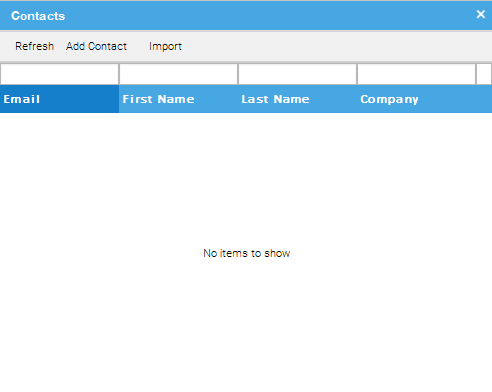 Contacts
Refresh Add Contact Import
Email First Name Last Name Company
No items to show